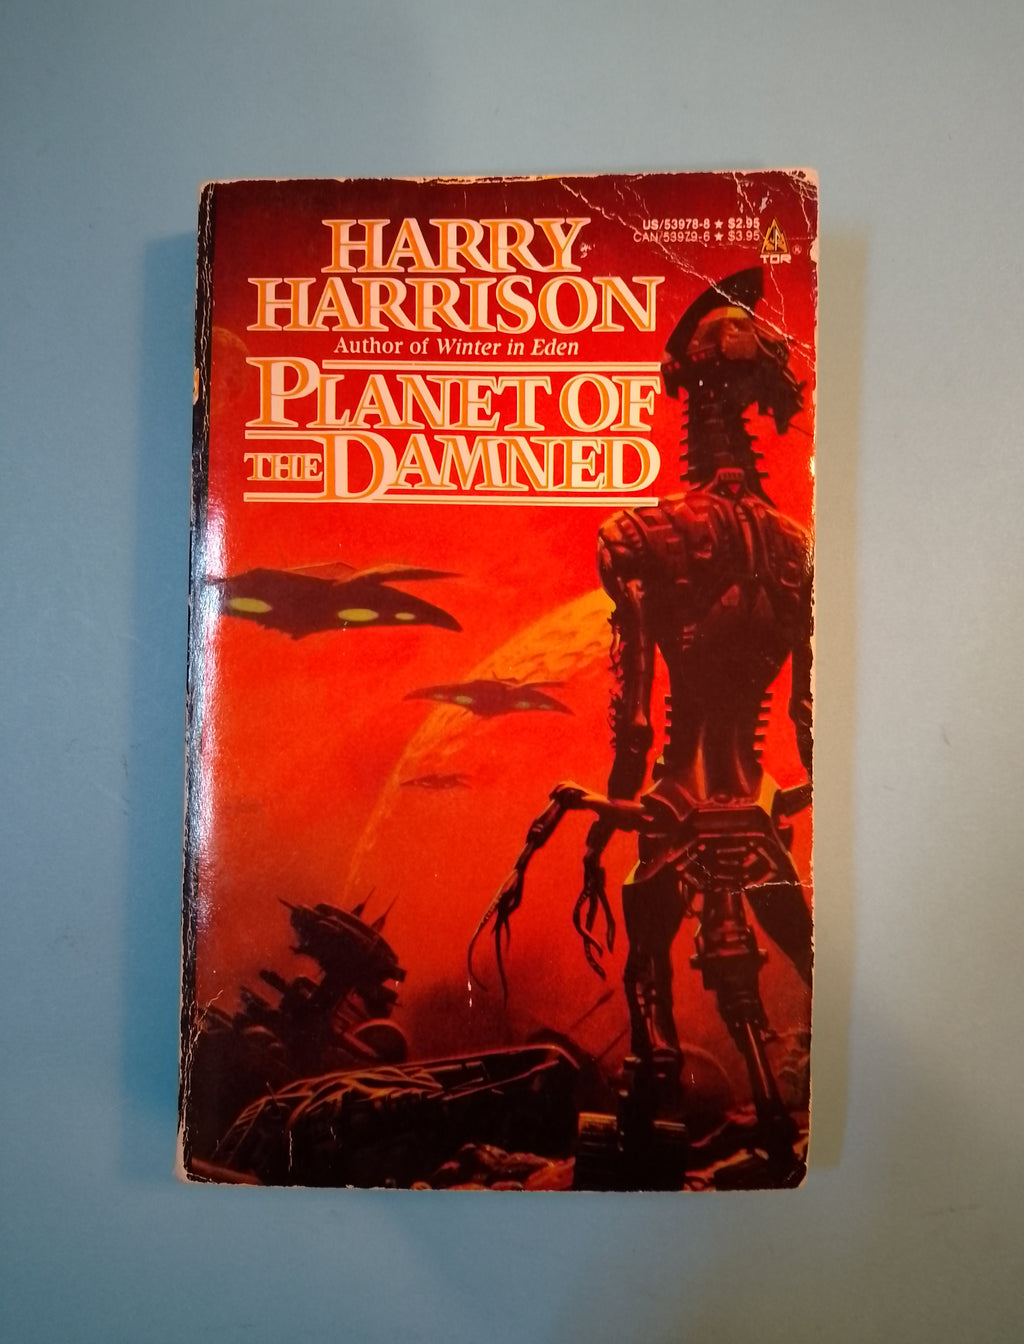 HARRY
HARRISON
Author of Winter in Eden
PLANET OF
THE DAMNED
US/53978-8 ★ $2.95
CAN/53979-6 ★ $3.95
TOR®